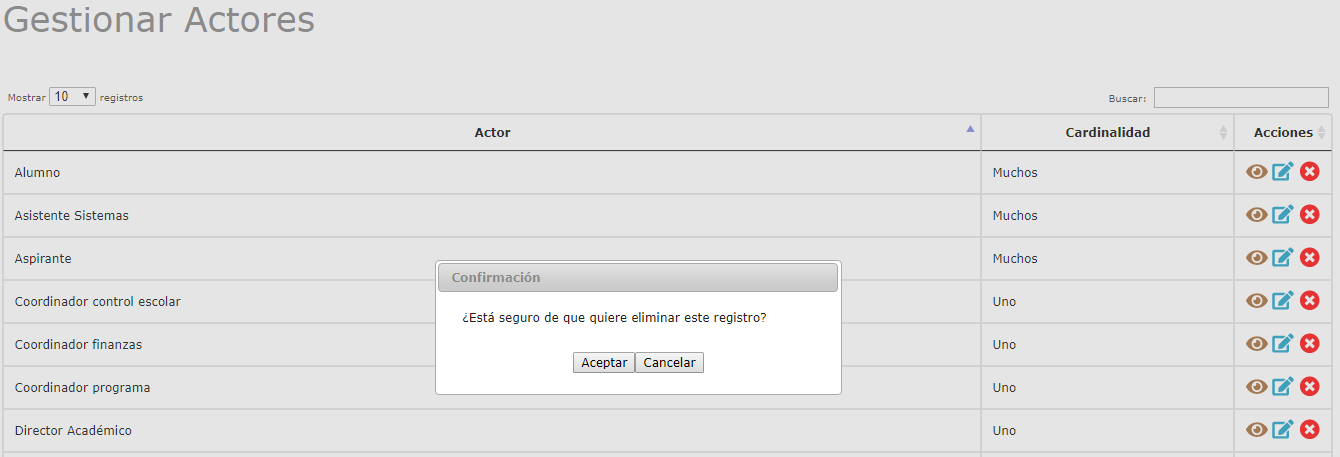 Gestionar Actores
Mostrar 10 registros
Buscar:
Actor Cardinalidad Acciones
Alumno Muchos
Asistente Sistemas Muchos
Aspirante Muchos
Confirmación
Coordinador control escolar Uno
¿Está seguro de que quiere eliminar este registro?
Coordinador finanzas Uno
Aceptar Cancelar
Coordinador programa Uno
Director Académico Uno